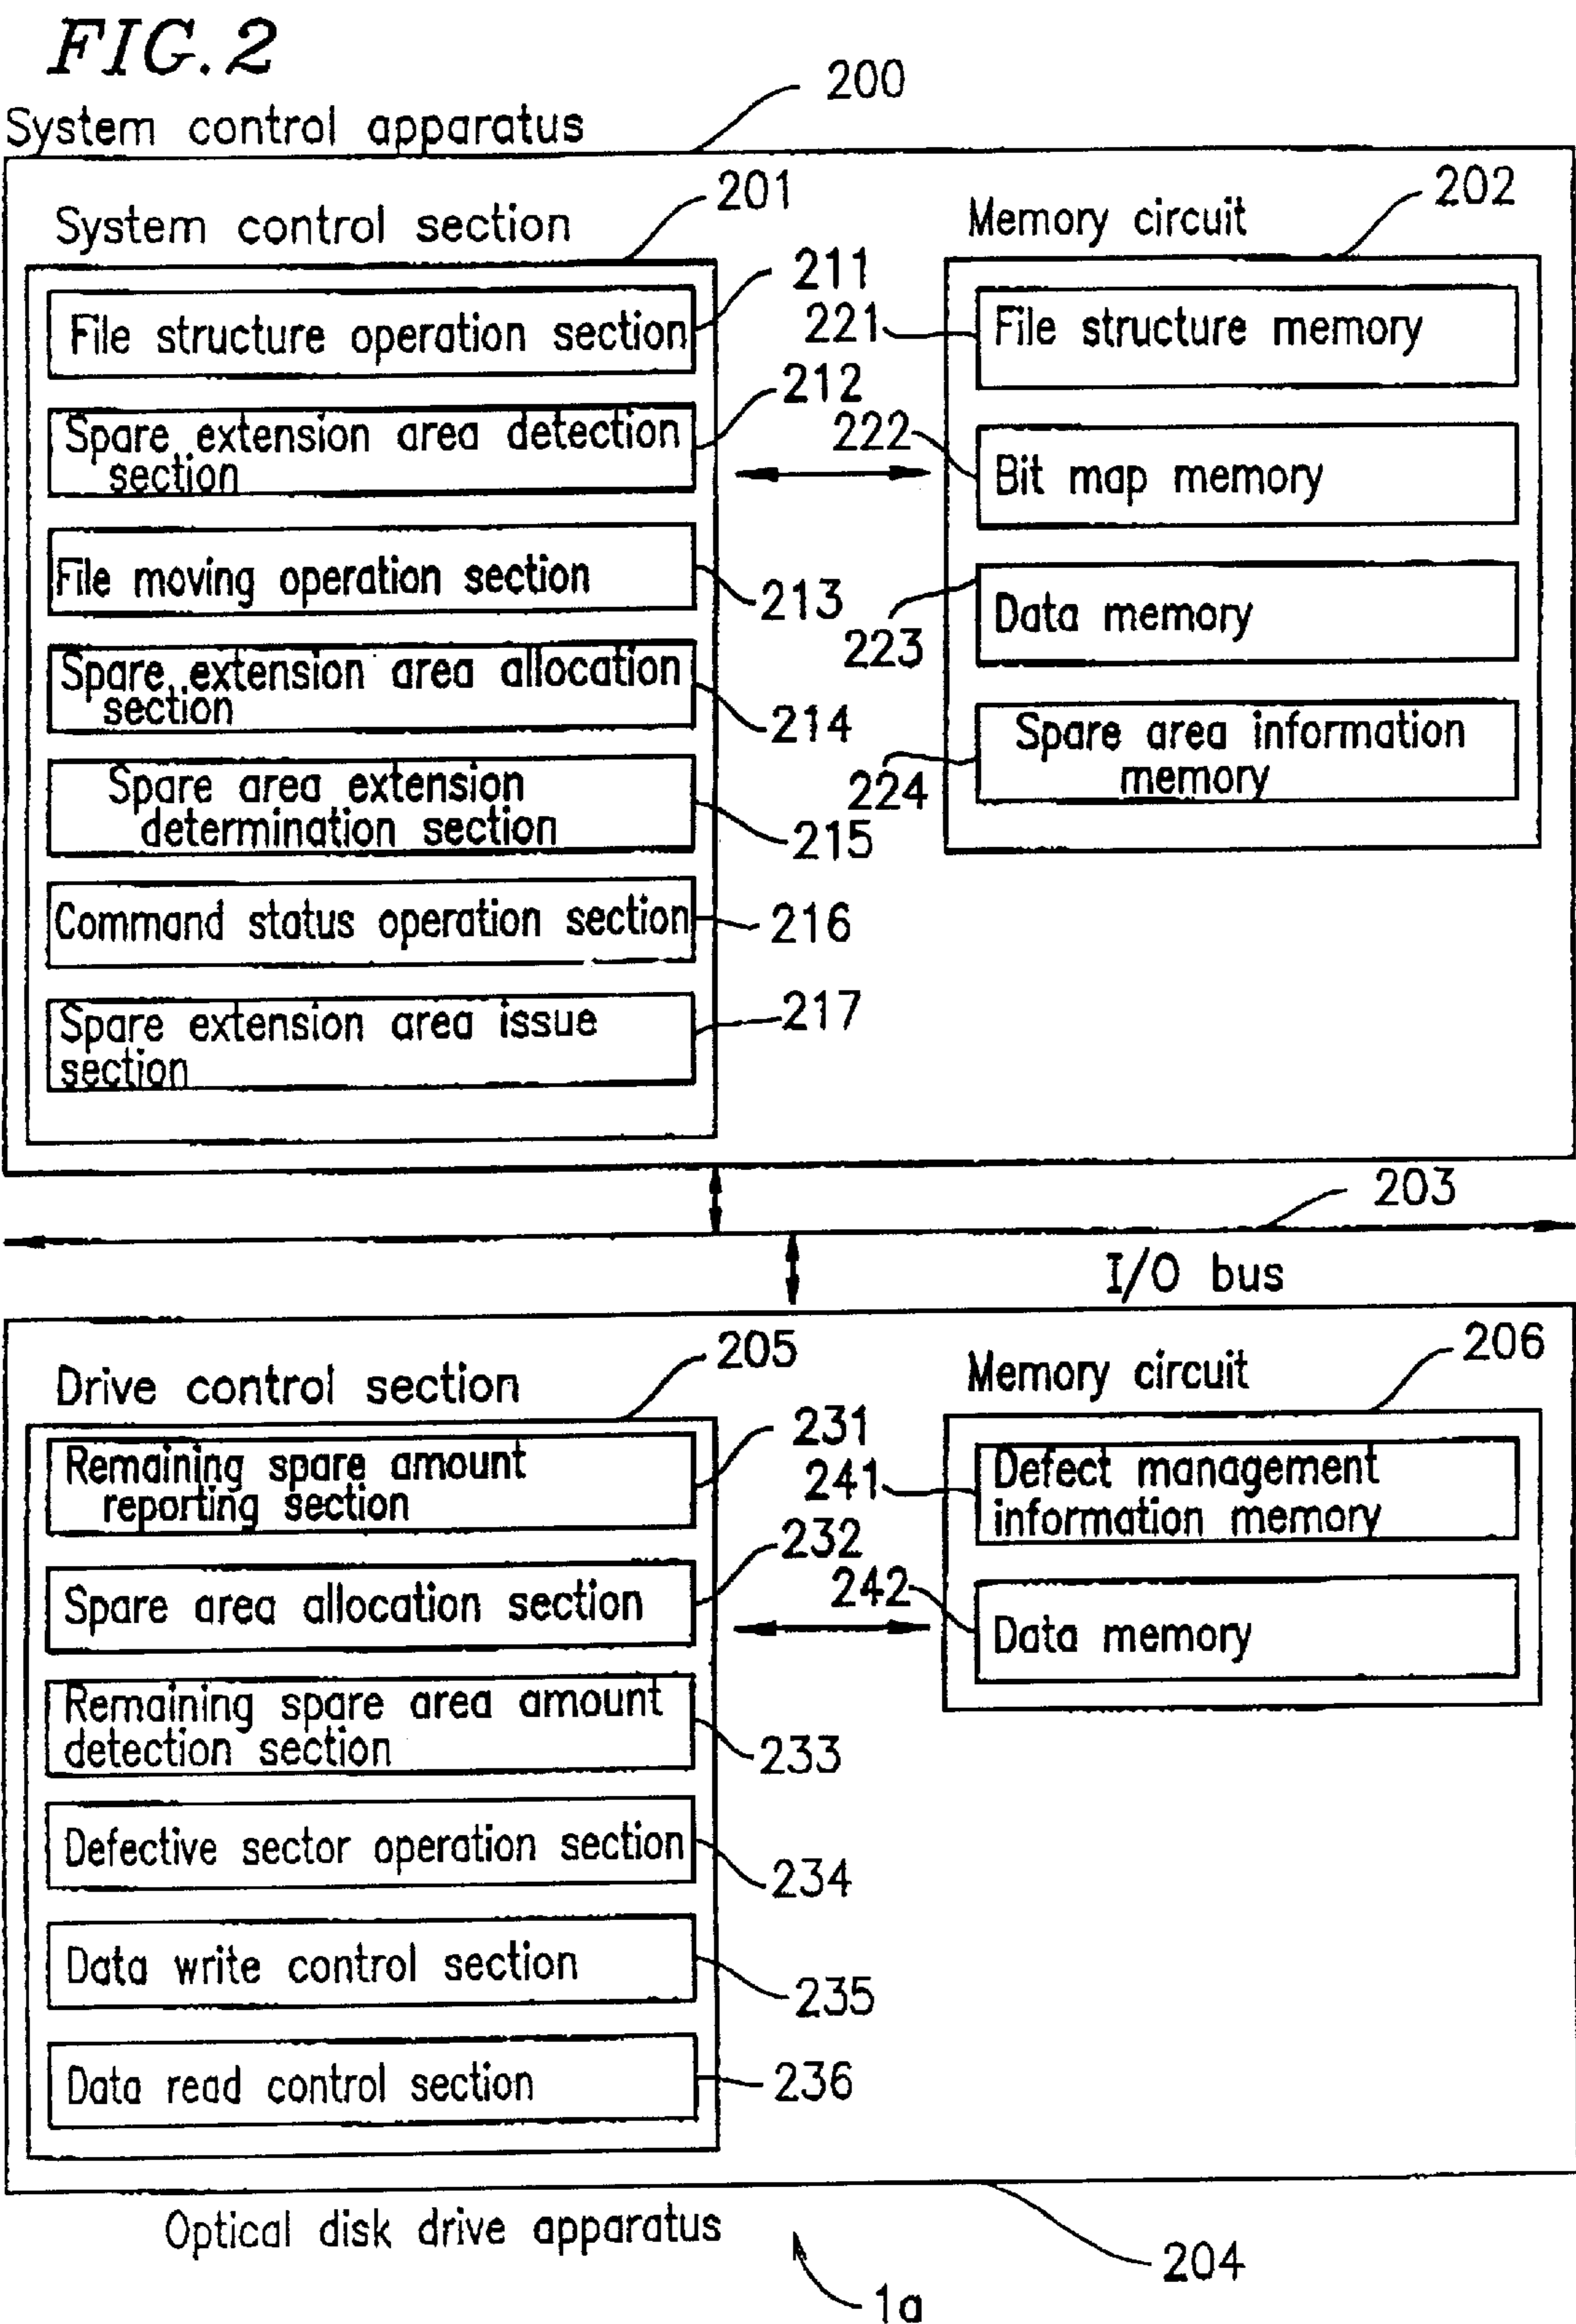 FIG.2
200
System control apparatus
201
System control section
202
Memory circuit
211
File structure operation section
212
Spare extension area detection
section
File moving operation section
213
Spare extension area allocation
section
214
Spare area extension
determination section
215
Command status operation section
216
Spare extension area issue
section
217
221
File structure memory
222
Bit map memory
223
Data memory
224
Spare area information
memory
203
I/O bus
205
Drive control section
206
Memory circuit
231
Remaining spare amount
reporting section
232
Spare area allocation section
Remaining spare area amount
detection section
233
Defective sector operation section
234
Data write control section
235
Data read control section
236
241
Defect management
information memory
242
Data memory
Optical disk drive apparatus
204
1a